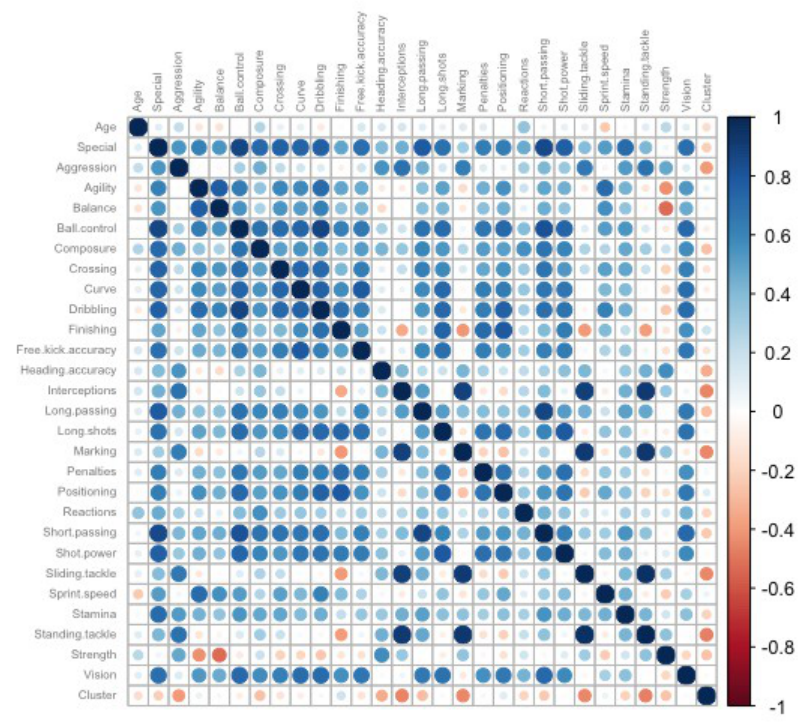 Age
Special
Aggression
Agility
Balance
Ball.control
Composure
Crossing
Curve
Dribbling
Finishing
Free.kick.accuracy
Heading.accuracy
Interceptions
Long.passing
Long.shots
Marking
Penalties
Positioning
Reactions
Short.passing
Shot.power
Sliding.tackle
Sprint.speed
Stamina
Standing.tackle
Strength
Vision
Cluster
Age
Special
Aggression
Agility
Balance
Ball.control
Composure
Crossing
Curve
Dribbling
Finishing
Free.kick.accuracy
Heading.accuracy
Interceptions
Long.passing
Long.shots
Marking
Penalties
Positioning
Reactions
Short.passing
Shot.power
Sliding.tackle
Sprint.speed
Stamina
Standing.tackle
Strength
Vision
Cluster
1
0.8
0.6
0.4
0.2
0
-0.2
-0.4
-0.6
-0.8
-1